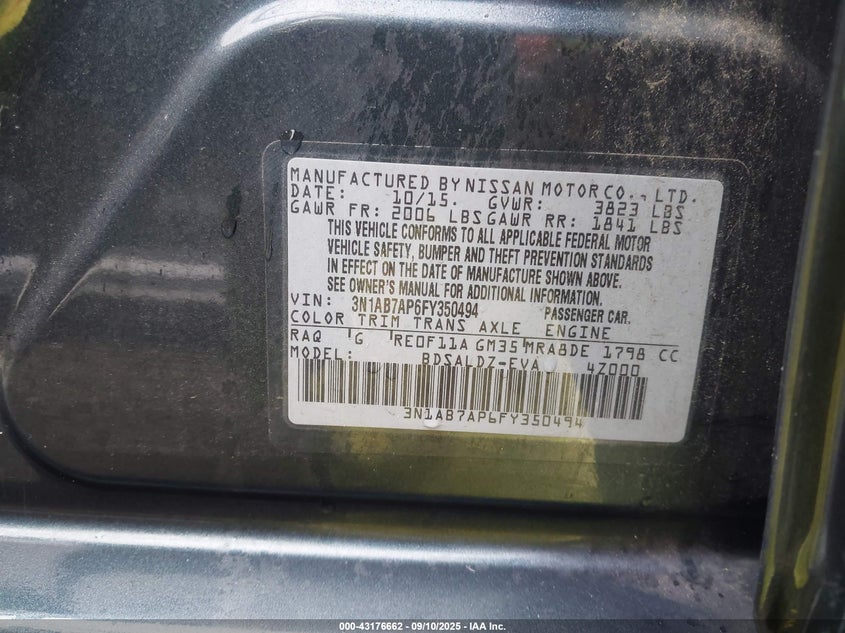 MANUFACTURED BY NISSAN MOTOR CO., LTD.
DATE: 10/15. GVWR: 3823 LBS
GAWR FR: 2006 LBS GAWR RR: 1841 LBS
THIS VEHICLE CONFORMS TO ALL APPLICABLE FEDERAL MOTOR
VEHICLE SAFETY, BUMPER AND THEFT PREVENTION STANDARDS
IN EFFECT ON THE DATE OF MANUFACTURE SHOWN ABOVE.
SEE OWNER'S MANUAL FOR ADDITIONAL INFORMATION.
VIN: 3N1AB7AP6FY350494 PASSENGER CAR.
COLOR TRIM TRANS AXLE ENGINE
RAQ G RE0F11A GM35 MRA8DE 1798 CC
MODEL: BDSALDZ-EVA 4Z000
3N1AB7AP6FY350494
000-43176662 - 09/10/2025 - IAA Inc.